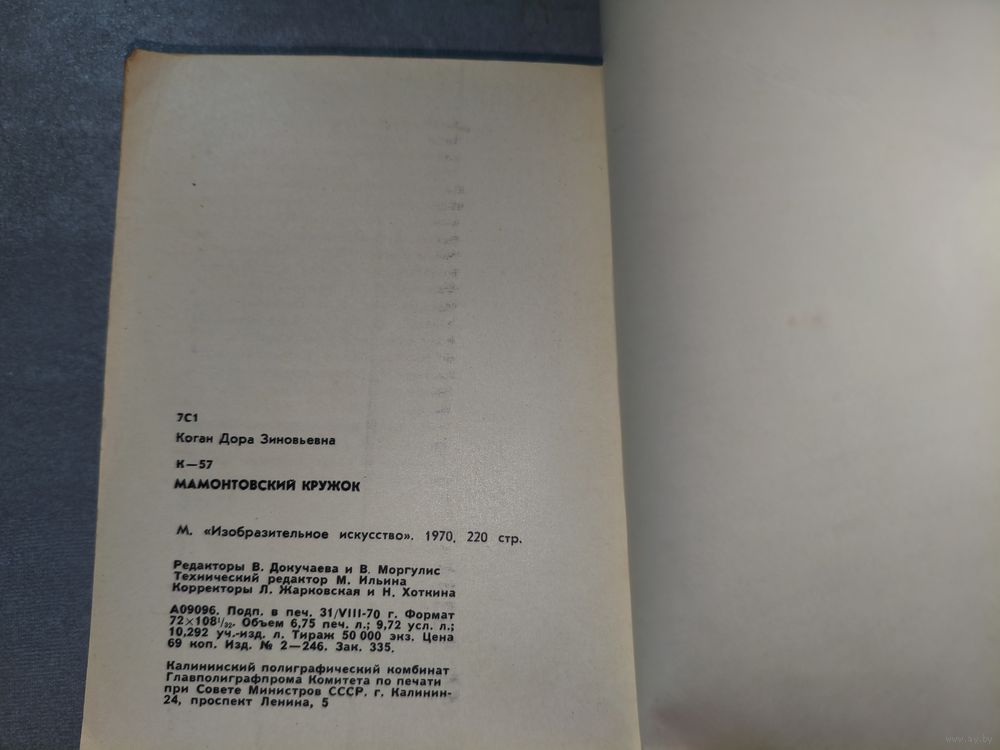 7С1
Коган Дора Зиновьевна
К—57
МАМОНТОВСКИЙ КРУЖОК
М. «Изобразительное искусство». 1970, 220 стр.
Редакторы В. Докучаева и В. Моргулис
Технический редактор М. Ильина
Корректоры Л. Жарковская и Н. Хоткина
А09096. Подп. в печ. 31/VIII-70 г. Формат
72×108¹/₃₂. Объем 6,75 печ. л.; 9,72 усл. л.;
10,292 уч.-изд. л. Тираж 50 000 экз. Цена
69 коп. Изд. № 2—246. Зак. 335.
Калининский полиграфический комбинат
Главполиграфпрома Комитета по печати
при Совете Министров СССР. г. Калинин-
24, проспект Ленина, 5
www.ay.by